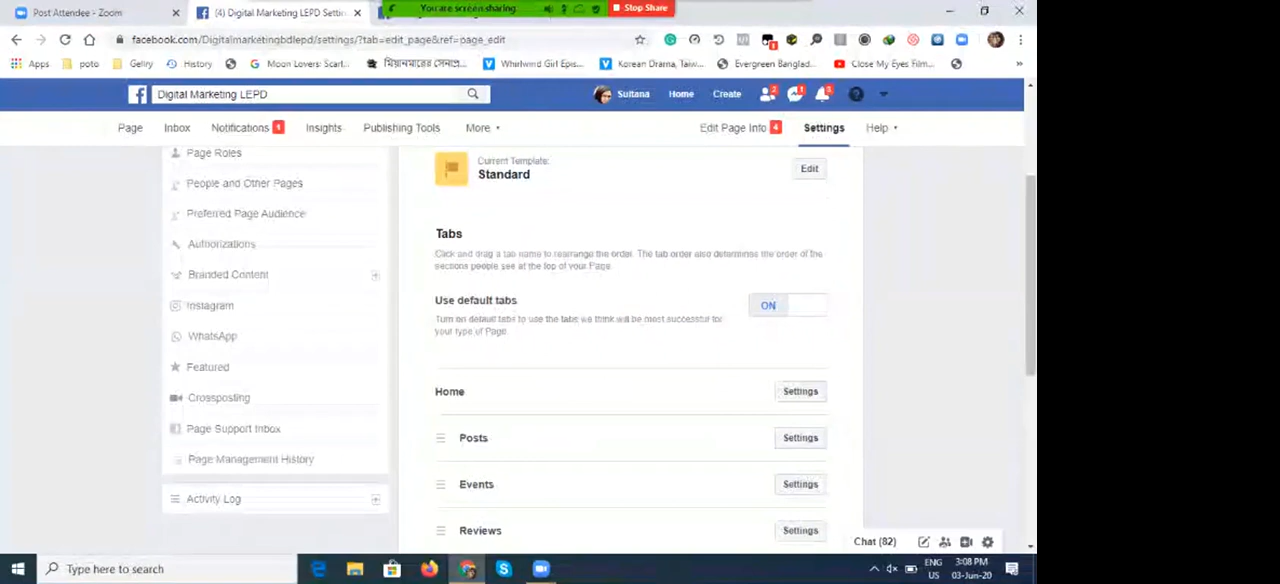 Post Attendee - Zoom
(4) Digital Marketing LEPD Settin
You are screen sharing
Stop Share
facebook.com/Digitalmarketingbdlepd/settings/?tab=edit_page&ref=page_edit
Apps
poto
Gellry
History
Moon Lovers: Scarl...
Whirlwind Girl Epis...
Korean Drama, Taiw...
Evergreen Banglad...
Close My Eyes Film...
»
Digital Marketing LEPD
Sultana
Home
Create
2
1
5
Page
Inbox
Notifications 1
Insights
Publishing Tools
More
Edit Page Info 4
Settings
Help
Page Roles
People and Other Pages
Preferred Page Audience
Authorizations
Branded Content
Instagram
WhatsApp
Featured
Crossposting
Page Support Inbox
Page Management History
Activity Log
Current Template:
Standard
Edit
Tabs
Click and drag a tab name to rearrange the order. The tab order also determines the order of the
sections people see at the top of your Page.
Use default tabs
ON
Turn on default tabs to use the tabs we think will be most successful for
your type of Page.
Home
Settings
Posts
Settings
Events
Settings
Reviews
Settings
Chat (82)
Type here to search
ENG
US
3:08 PM
03-Jun-20